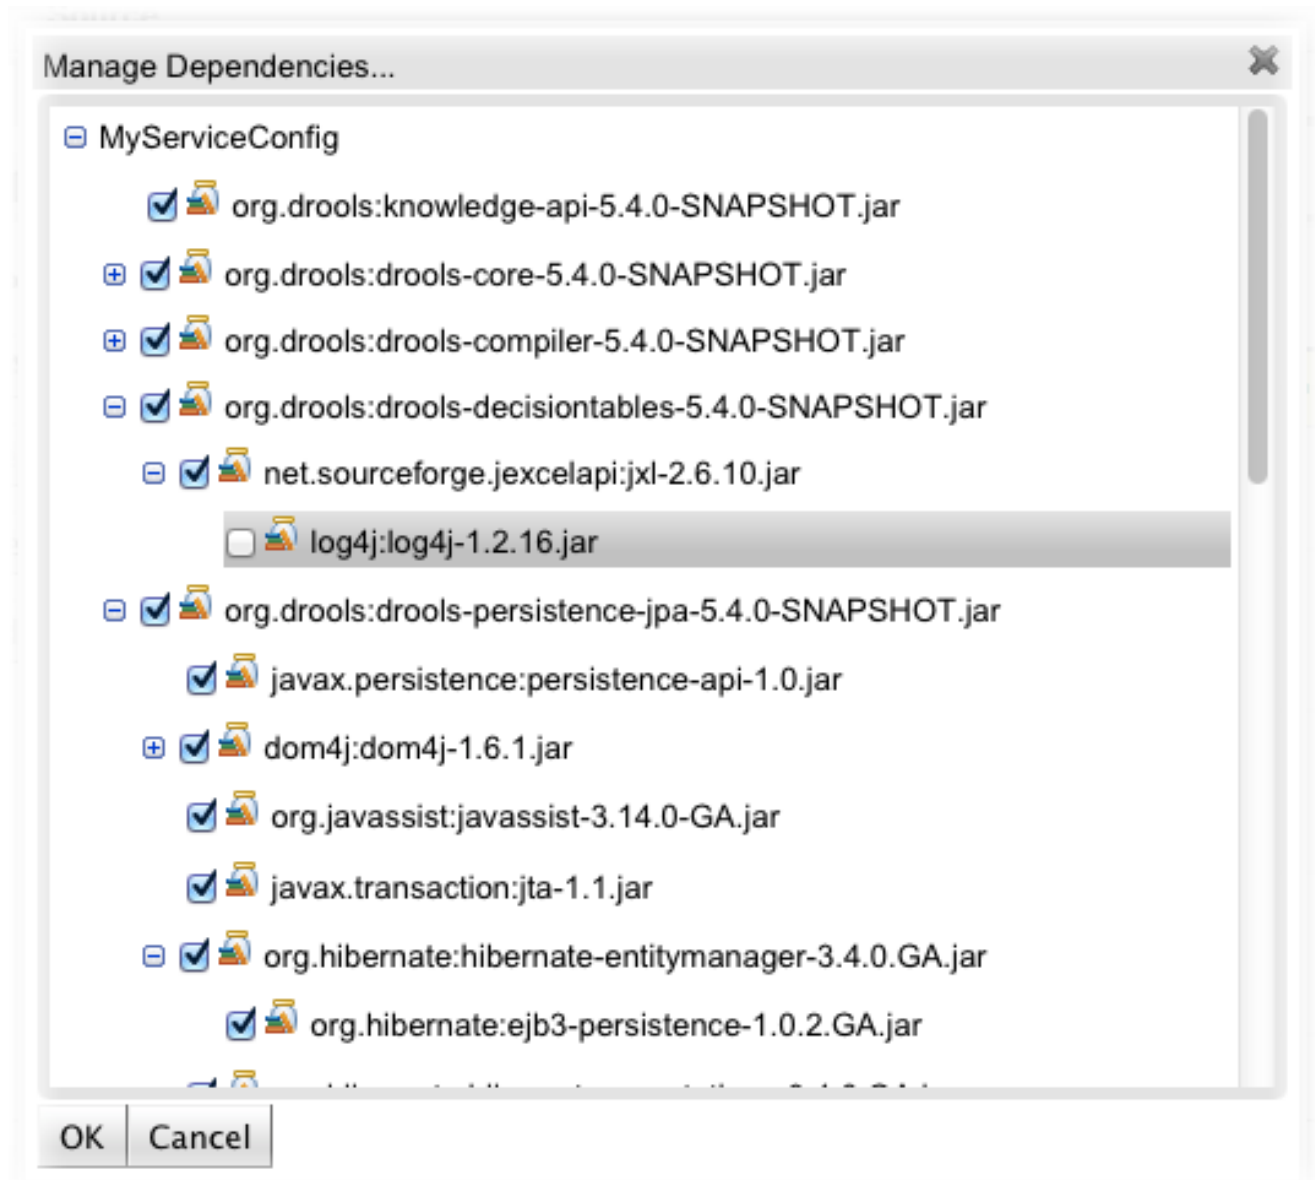 Manage Dependencies...
MyServiceConfig
org.drools:knowledge-api-5.4.0-SNAPSHOT.jar
org.drools:drools-core-5.4.0-SNAPSHOT.jar
org.drools:drools-compiler-5.4.0-SNAPSHOT.jar
org.drools:drools-decisiontables-5.4.0-SNAPSHOT.jar
net.sourceforge.jexcelapi:jxl-2.6.10.jar
log4j:log4j-1.2.16.jar
org.drools:drools-persistence-jpa-5.4.0-SNAPSHOT.jar
javax.persistence:persistence-api-1.0.jar
dom4j:dom4j-1.6.1.jar
org.javassist:javassist-3.14.0-GA.jar
javax.transaction:jta-1.1.jar
org.hibernate:hibernate-entitymanager-3.4.0.GA.jar
org.hibernate:ejb3-persistence-1.0.2.GA.jar
OK Cancel